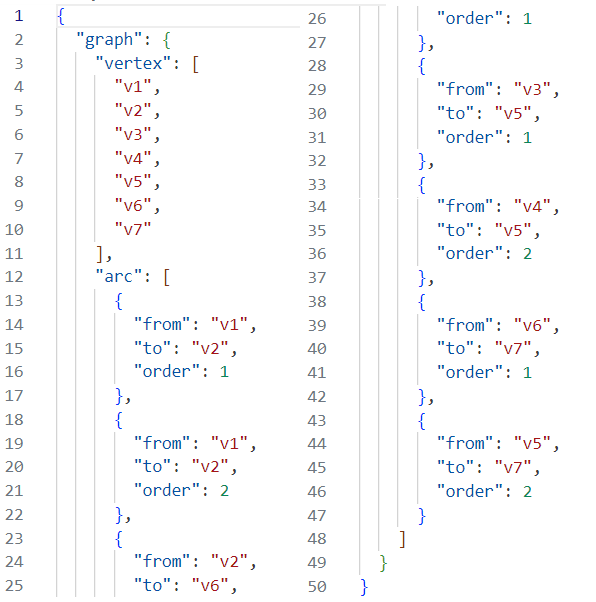 1 {
2 "graph": {
3 "vertex": [
4 "v1",
5 "v2",
6 "v3",
7 "v4",
8 "v5",
9 "v6",
10 "v7"
11 ],
12 "arc": [
13 {
14 "from": "v1",
15 "to": "v2",
16 "order": 1
17 },
18 {
19 "from": "v1",
20 "to": "v2",
21 "order": 2
22 },
23 {
24 "from": "v2",
25 "to": "v6",
26 "order": 1
27 },
28 {
29 "from": "v3",
30 "to": "v5",
31 "order": 1
32 },
33 {
34 "from": "v4",
35 "to": "v5",
36 "order": 2
37 },
38 {
39 "from": "v6",
40 "to": "v7",
41 "order": 1
42 },
43 {
44 "from": "v5",
45 "to": "v7",
46 "order": 2
47 }
48 ]
49 }
50 }